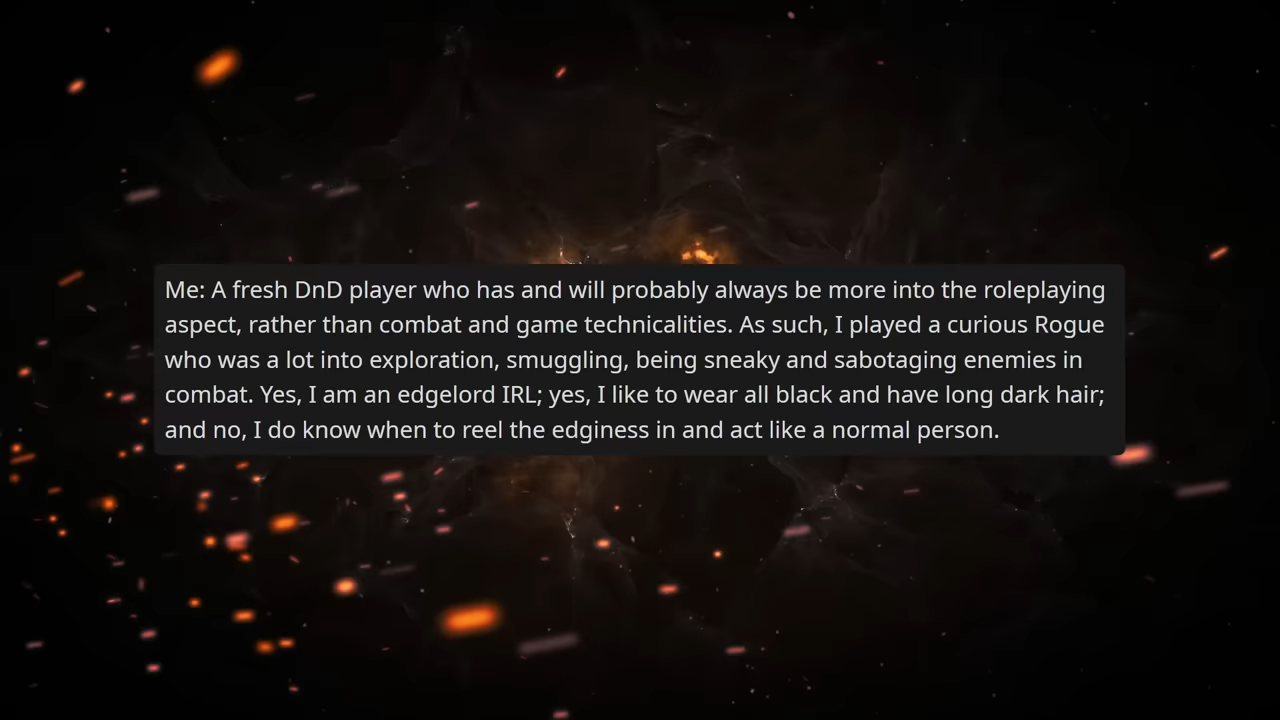 Me: A fresh DnD player who has and will probably always be more into the roleplaying
aspect, rather than combat and game technicalities. As such, I played a curious Rogue
who was a lot into exploration, smuggling, being sneaky and sabotaging enemies in
combat. Yes, I am an edgelord IRL; yes, I like to wear all black and have long dark hair;
and no, I do know when to reel the edginess in and act like a normal person.